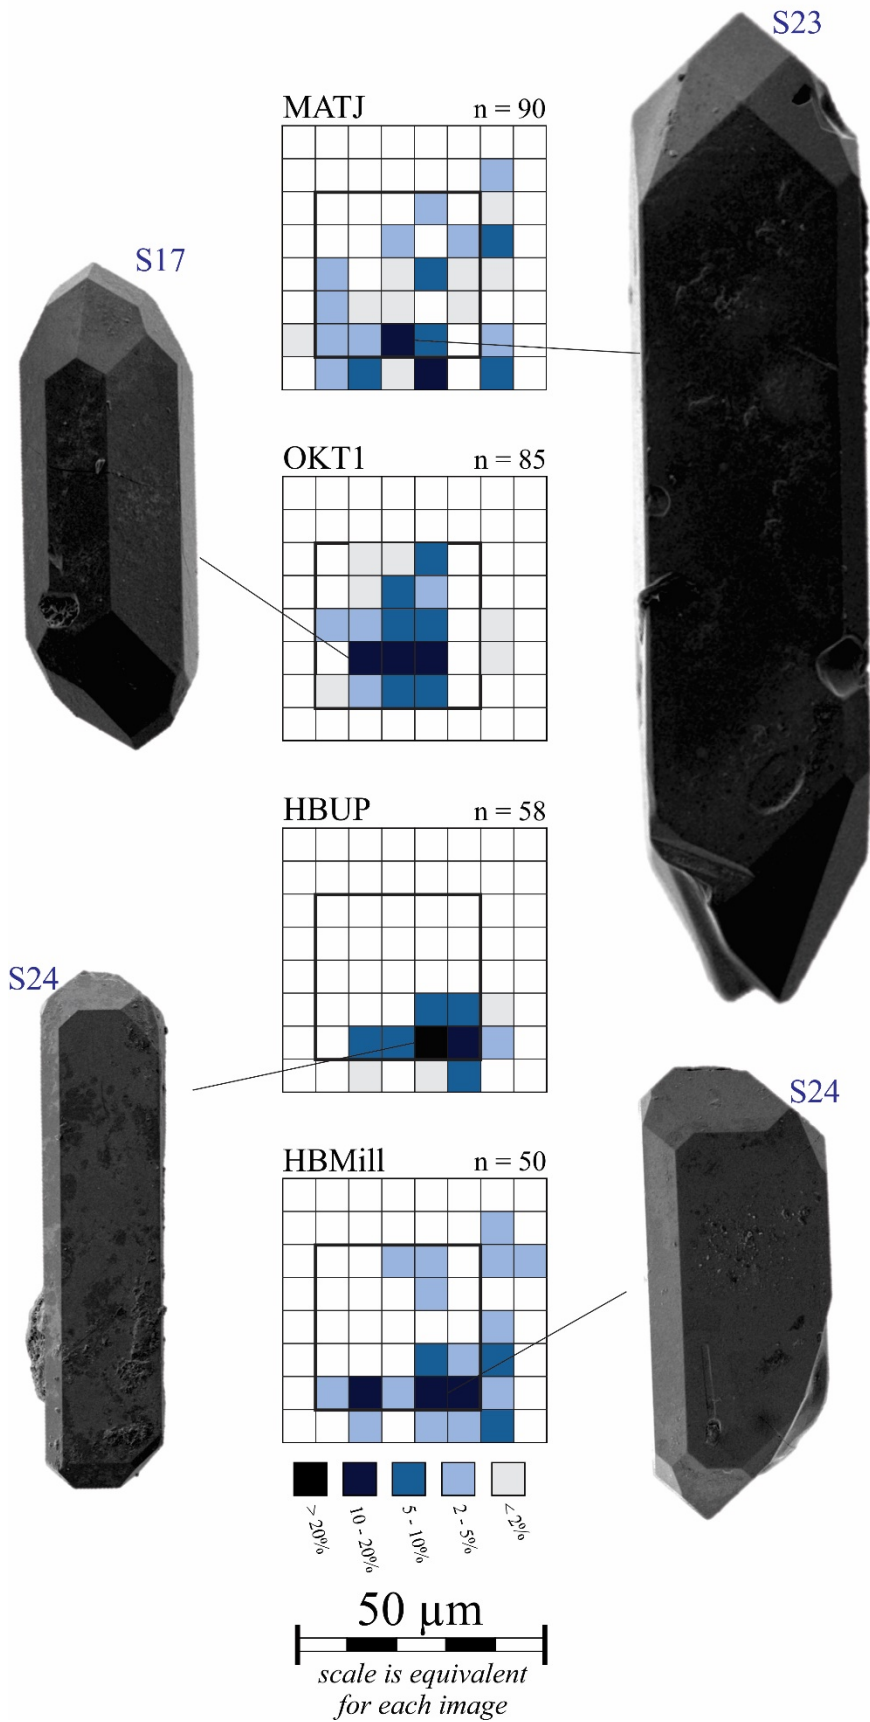 S23
MATJ n = 90
S17
OKT1 n = 85
HBUP n = 58
S24
S24
HBMill n = 50
> 20%
10 - 20%
5 - 10%
2 - 5%
< 2%
50 µm
scale is equivalent
for each image